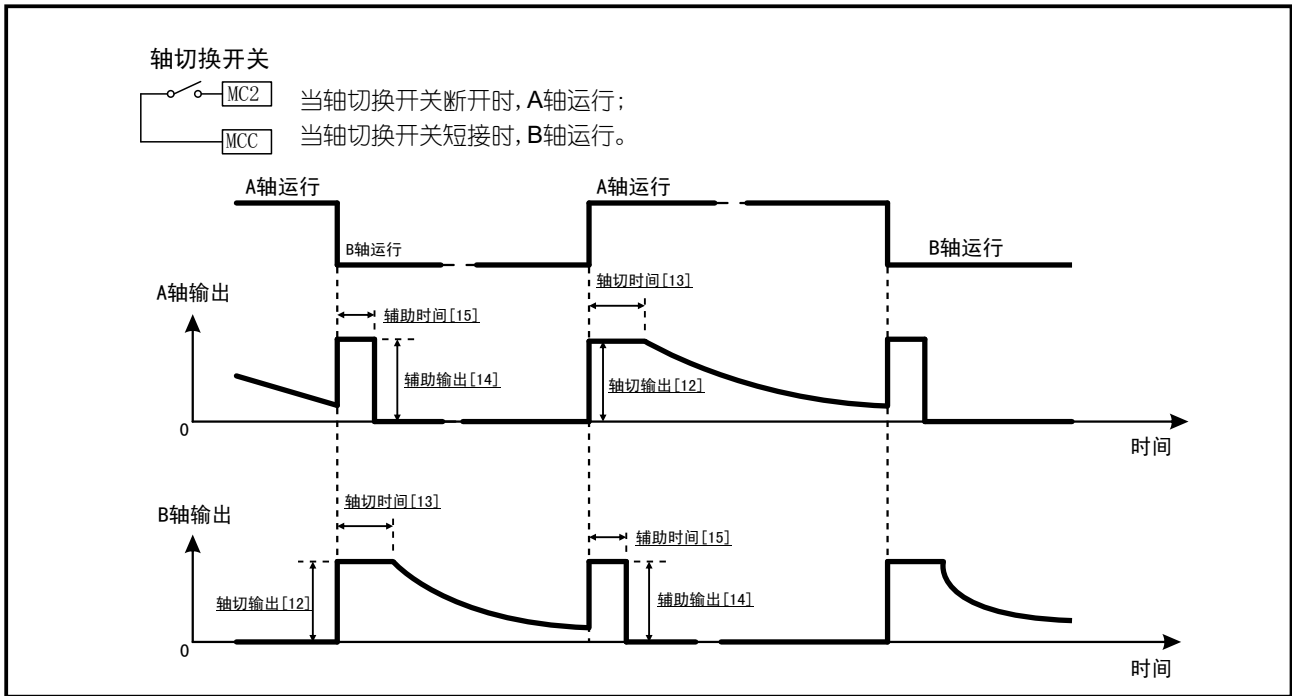 轴切换开关
MC2
当轴切换开关断开时, A轴运行;
MCC
当轴切换开关短接时, B轴运行。
A轴运行
A轴运行
B轴运行
B轴运行
A轴输出
轴切时间[13]
辅助时间[15]
辅助输出[14]
轴切输出[12]
0
时间
B轴输出
轴切时间[13]
辅助时间[15]
轴切输出[12]
辅助输出[14]
0
时间